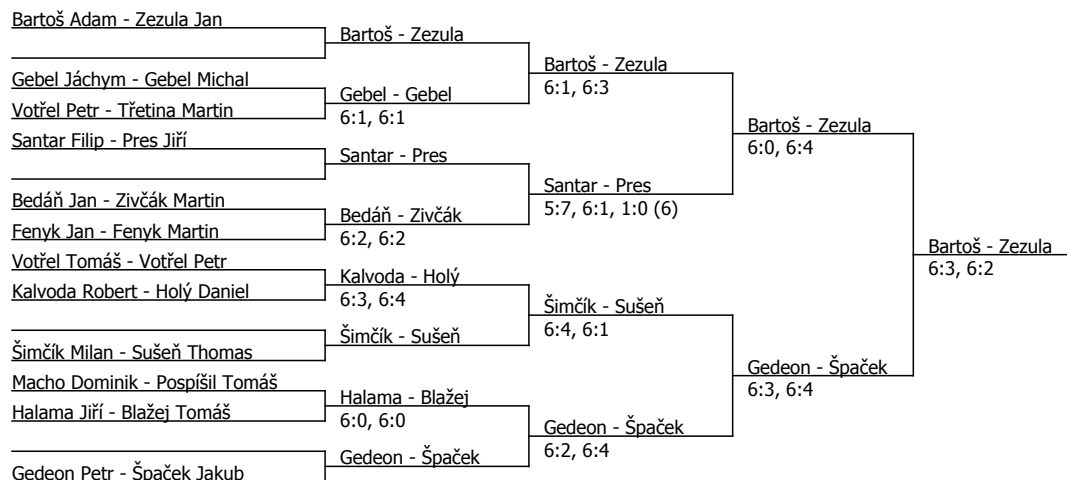 Bartoš Adam - Zezula Jan
Gebel Jáchym - Gebel Michal
Votřel Petr - Třetina Martin
Santar Filip - Pres Jiří
Bedáň Jan - Zivčák Martin
Fenyk Jan - Fenyk Martin
Votřel Tomáš - Votřel Petr
Kalvoda Robert - Holý Daniel
Šimčík Milan - Sušeň Thomas
Macho Dominik - Pospíšil Tomáš
Halama Jiří - Blažej Tomáš
Gedeon Petr - Špaček Jakub
Bartoš - Zezula
Gebel - Gebel
6:1, 6:1
Santar - Pres
Bedáň - Zivčák
6:2, 6:2
Kalvoda - Holý
6:3, 6:4
Šimčík - Sušeň
Halama - Blažej
6:0, 6:0
Gedeon - Špaček
Bartoš - Zezula
6:1, 6:3
Santar - Pres
5:7, 6:1, 1:0 (6)
Šimčík - Sušeň
6:4, 6:1
Gedeon - Špaček
6:2, 6:4
Bartoš - Zezula
6:0, 6:4
Gedeon - Špaček
6:3, 6:4
Bartoš - Zezula
6:3, 6:2